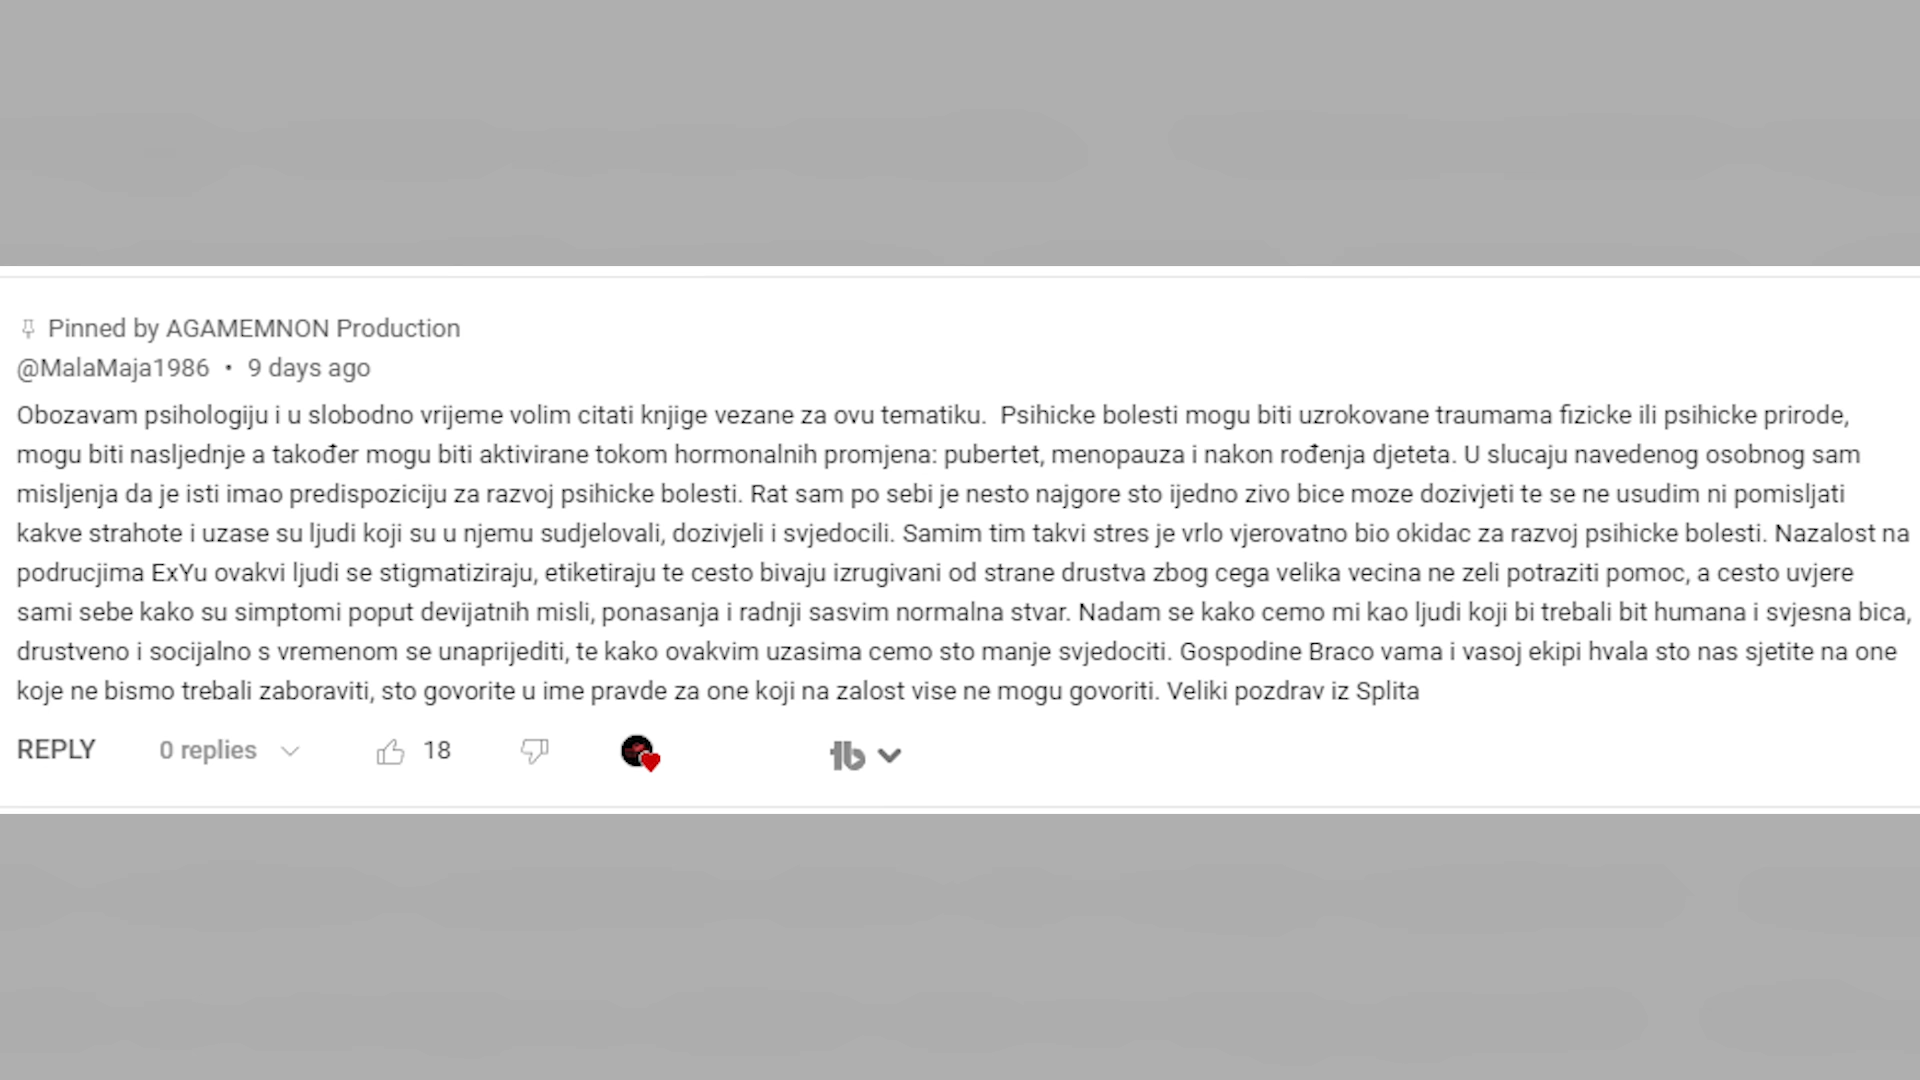 Pinned by AGAMEMNON Production
@MalaMaja1986 • 9 days ago
Obozavam psihologiju i u slobodno vrijeme volim citati knjige vezane za ovu tematiku.  Psihicke bolesti mogu biti uzrokovane traumama fizicke ili psihicke prirode,
mogu biti nasljednje a također mogu biti aktivirane tokom hormonalnih promjena: pubertet, menopauza i nakon rođenja djeteta. U slucaju navedenog osobnog sam
misljenja da je isti imao predispoziciju za razvoj psihicke bolesti. Rat sam po sebi je nesto najgore sto ijedno zivo bice moze dozivjeti te se ne usudim ni pomisljati
kakve strahote i uzase su ljudi koji su u njemu sudjelovali, dozivjeli i svjedocili. Samim tim takvi stres je vrlo vjerovatno bio okidac za razvoj psihicke bolesti. Nazalost na
podrucjima ExYu ovakvi ljudi se stigmatiziraju, etiketiraju te cesto bivaju izrugivani od strane drustva zbog cega velika vecina ne zeli potraziti pomoc, a cesto uvjere
sami sebe kako su simptomi poput devijatnih misli, ponasanja i radnji sasvim normalna stvar. Nadam se kako cemo mi kao ljudi koji bi trebali bit humana i svjesna bica,
drustveno i socijalno s vremenom se unaprijediti, te kako ovakvim uzasima cemo sto manje svjedociti. Gospodine Braco vama i vasoj ekipi hvala sto nas sjetite na one
koje ne bismo trebali zaboraviti, sto govorite u ime pravde za one koji na zalost vise ne mogu govoriti. Veliki pozdrav iz Splita
REPLY 0 replies 18 tb